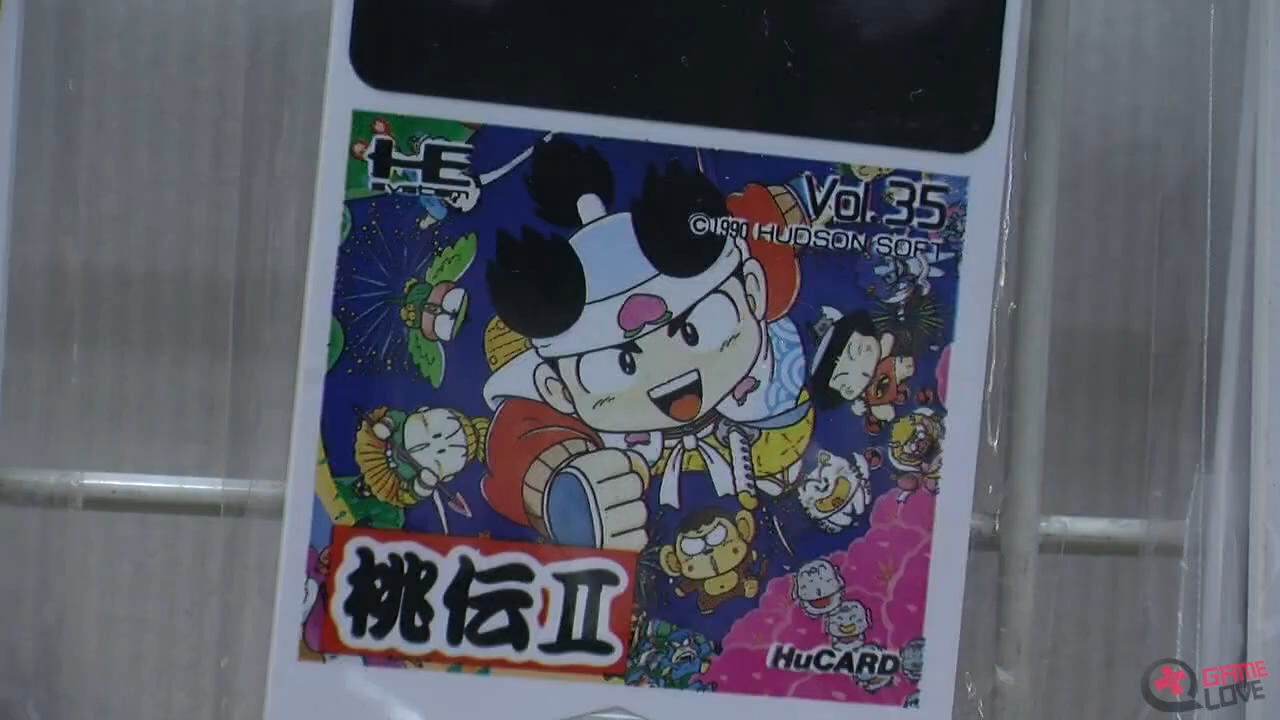 HE
Vol.35
©1990 HUDSON SOFT
桃伝II
HuCARD
GAME
LOVE